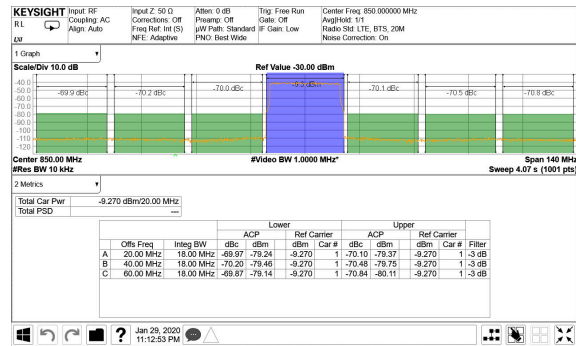 KEYSIGHT Input: RF Input Z: 50 Ω Atten: 0 dB Trig: Free Run Center Freq: 850.000000 MHz
R L Coupling: AC Corrections: Off Preamp: Off Gate: Off Avg|Hold: 1/1
Align: Auto Freq Ref: Int (S) µW Path: Standard IF Gain: Low Radio Std: LTE, BTS, 20M
LXI NFE: Adaptive PNO: Best Wide Noise Correction: On
1 Graph
Scale/Div 10.0 dB Ref Value -30.00 dBm
-40.0
-50.0
-60.0
-70.0
-80.0
-90.0
-100
-110
-120
-69.9 dBc -70.2 dBc -70.0 dBc -9.3 dBm -70.1 dBc -70.5 dBc -70.8 dBc
Center 850.00 MHz #Video BW 1.0000 MHz* Span 140 MHz
#Res BW 10 kHz Sweep 4.07 s (1001 pts)
2 Metrics
Total Car Pwr -9.270 dBm/20.00 MHz
Total PSD ---
Lower Upper
ACP Ref Carrier ACP Ref Carrier
Offs Freq Integ BW dBc dBm dBm Car # dBc dBm dBm Car # Filter
A 20.00 MHz 18.00 MHz -69.97 -79.24 -9.270 1 -70.10 -79.37 -9.270 1 -3 dB
B 40.00 MHz 18.00 MHz -70.20 -79.46 -9.270 1 -70.48 -79.75 -9.270 1 -3 dB
C 60.00 MHz 18.00 MHz -69.87 -79.14 -9.270 1 -70.84 -80.11 -9.270 1 -3 dB
? Jan 29, 2020
11:12:53 PM